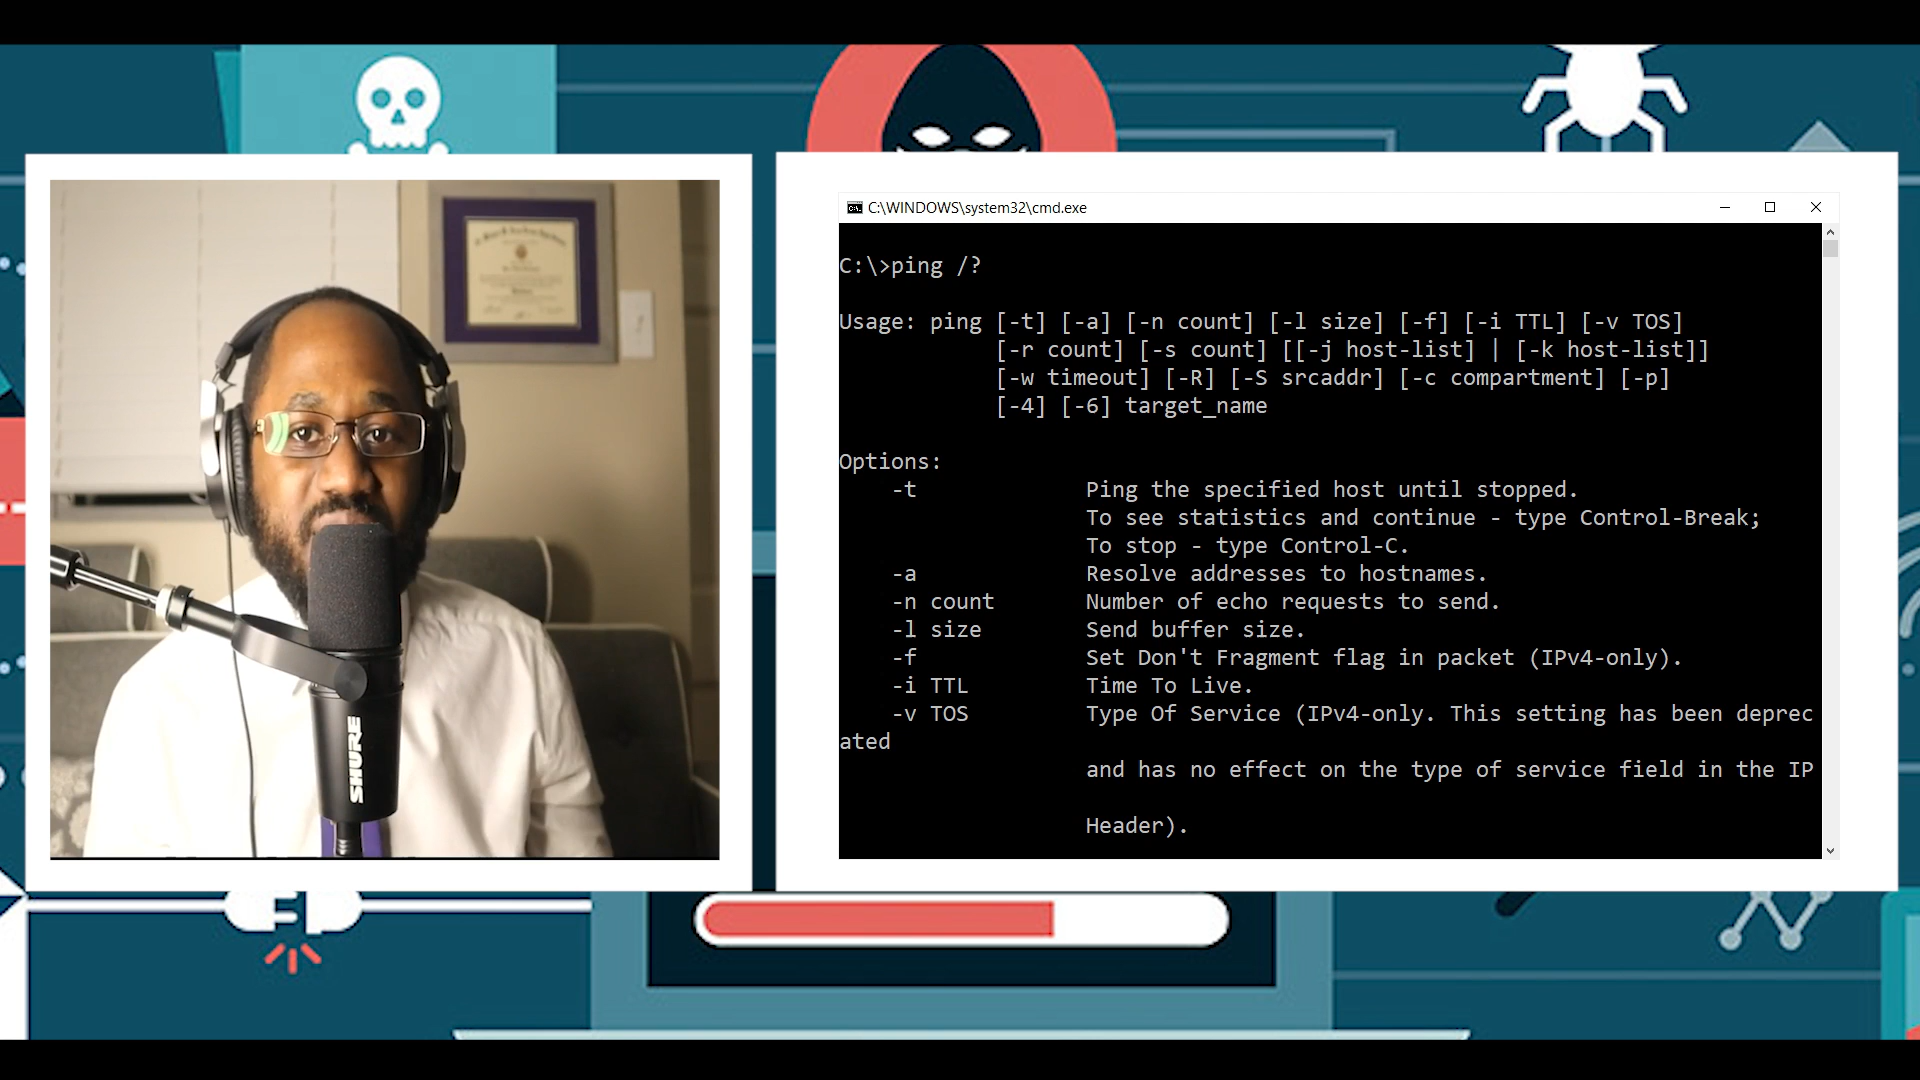 C:\WINDOWS\system32\cmd.exe
C:\>ping /?
Usage: ping [-t] [-a] [-n count] [-l size] [-f] [-i TTL] [-v TOS]
[-r count] [-s count] [[-j host-list] | [-k host-list]]
[-w timeout] [-R] [-S srcaddr] [-c compartment] [-p]
[-4] [-6] target_name
Options:
-t Ping the specified host until stopped.
To see statistics and continue - type Control-Break;
To stop - type Control-C.
-a Resolve addresses to hostnames.
-n count Number of echo requests to send.
-l size Send buffer size.
-f Set Don't Fragment flag in packet (IPv4-only).
-i TTL Time To Live.
-v TOS Type Of Service (IPv4-only. This setting has been deprec
ated
and has no effect on the type of service field in the IP
Header).
SHURE